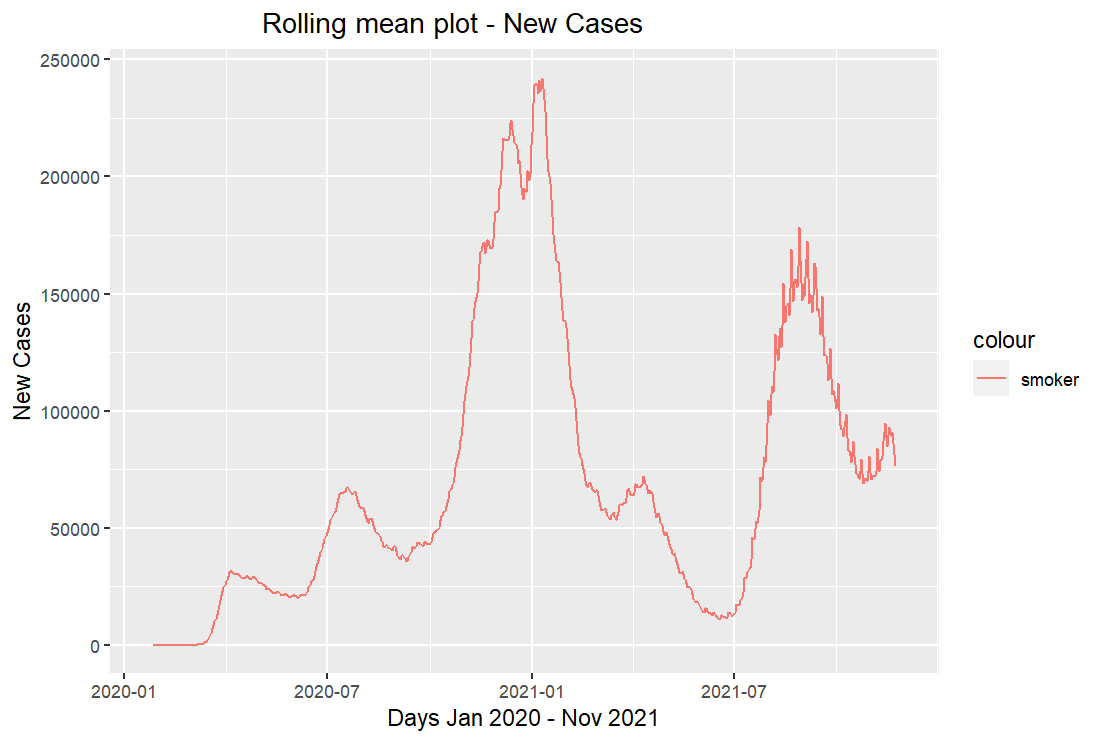 Rolling mean plot - New Cases
250000
200000
150000
100000
50000
0
New Cases
2020-01
2020-07
2021-01
2021-07
Days Jan 2020 - Nov 2021
colour
smoker